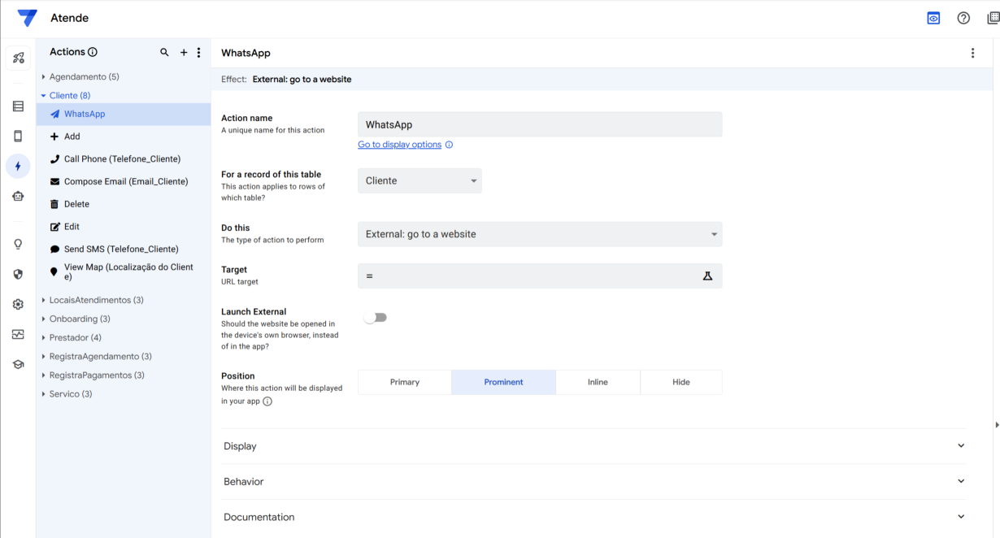 Atende
Actions
Agendamento (5)
Cliente (8)
WhatsApp
Add
Call Phone (Telefone_Cliente)
Compose Email (Email_Cliente)
Delete
Edit
Send SMS (Telefone_Cliente)
View Map (Localização do Client
e)
LocaisAtendimentos (3)
Onboarding (3)
Prestador (4)
RegistraAgendamento (3)
RegistraPagamentos (3)
Servico (3)
WhatsApp
Effect: External: go to a website
Action name
A unique name for this action
WhatsApp
Go to display options
For a record of this table
This action applies to rows of
which table?
Cliente
Do this
The type of action to perform
External: go to a website
Target
URL target
=
Launch External
Should the website be opened in
the device's own browser, instead
of in the app?
Position
Where this action will be displayed
in your app
Primary Prominent Inline Hide
Display
Behavior
Documentation